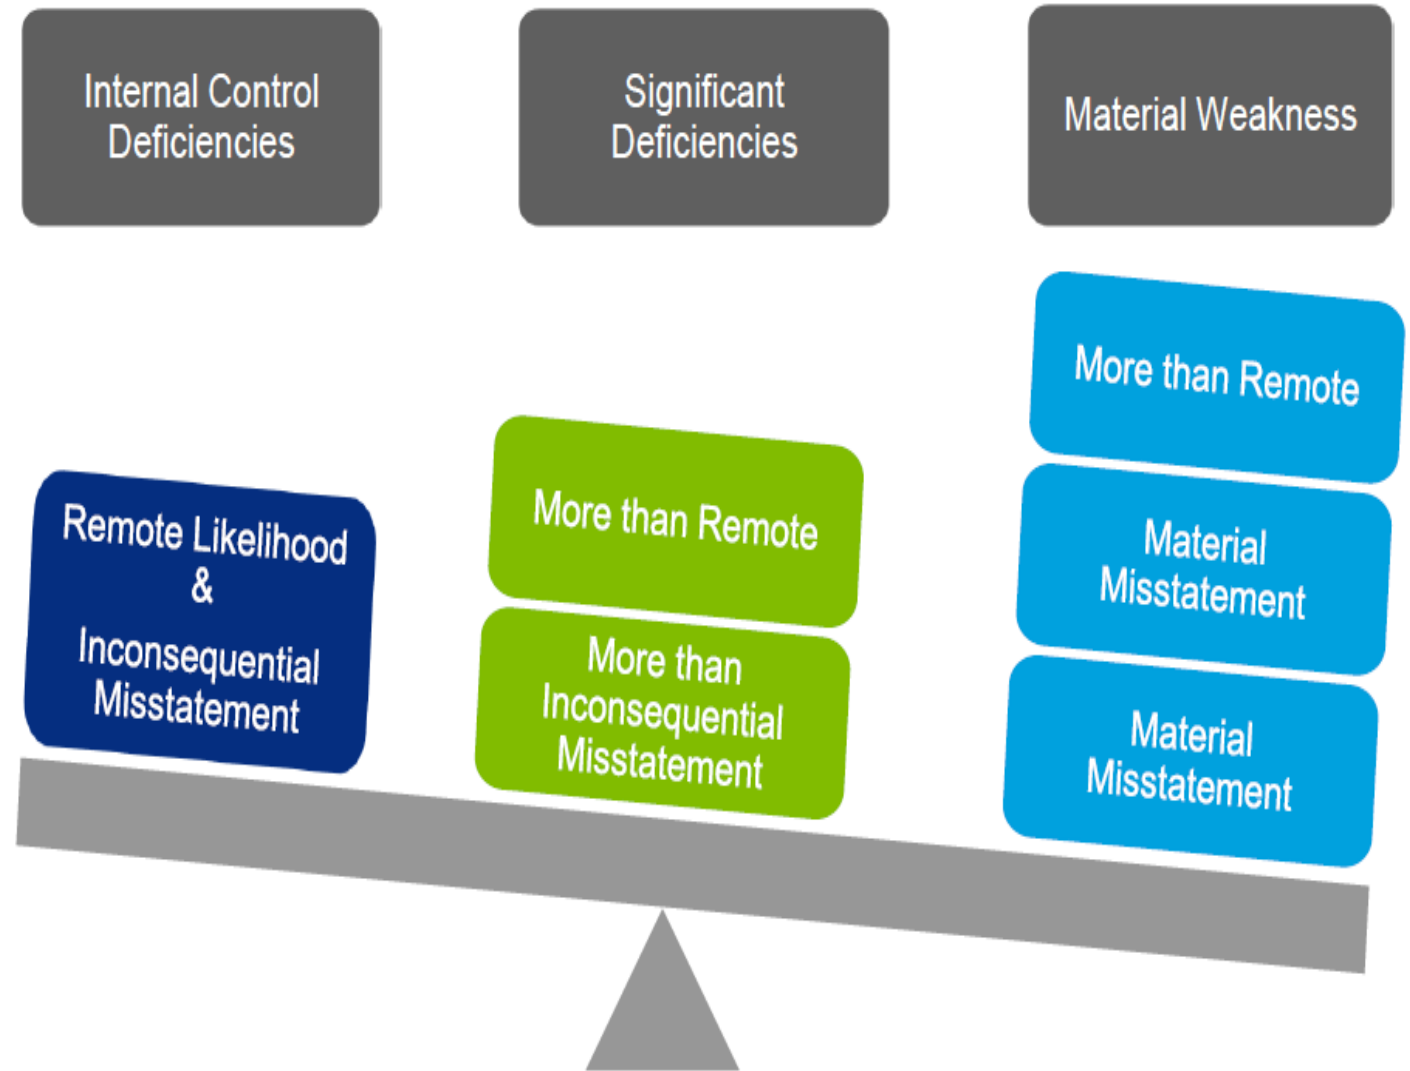 Internal Control
Deficiencies
Significant
Deficiencies
Material Weakness
Remote Likelihood
&
Inconsequential
Misstatement
More than Remote
More than
Inconsequential
Misstatement
More than Remote
Material
Misstatement
Material
Misstatement